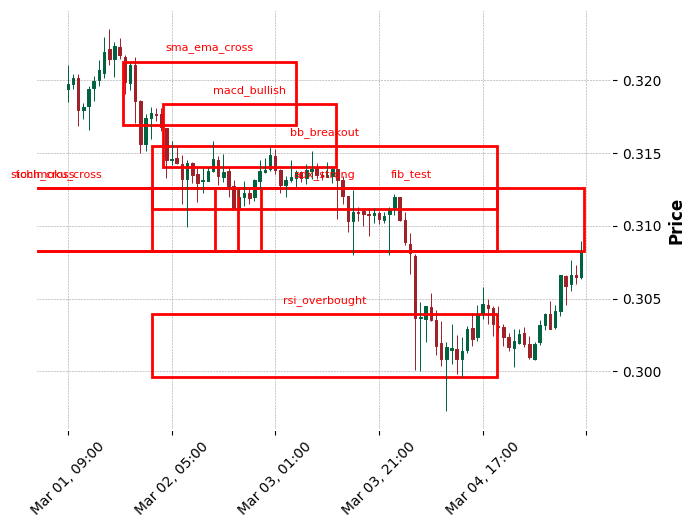 sma_ema_cross
macd_bullish
bb_breakout
fib_test
rsi_overbought
0.320
0.315
0.310
0.305
0.300
Price
Mar 01, 09:00
Mar 02, 05:00
Mar 03, 01:00
Mar 03, 21:00
Mar 04, 17:00